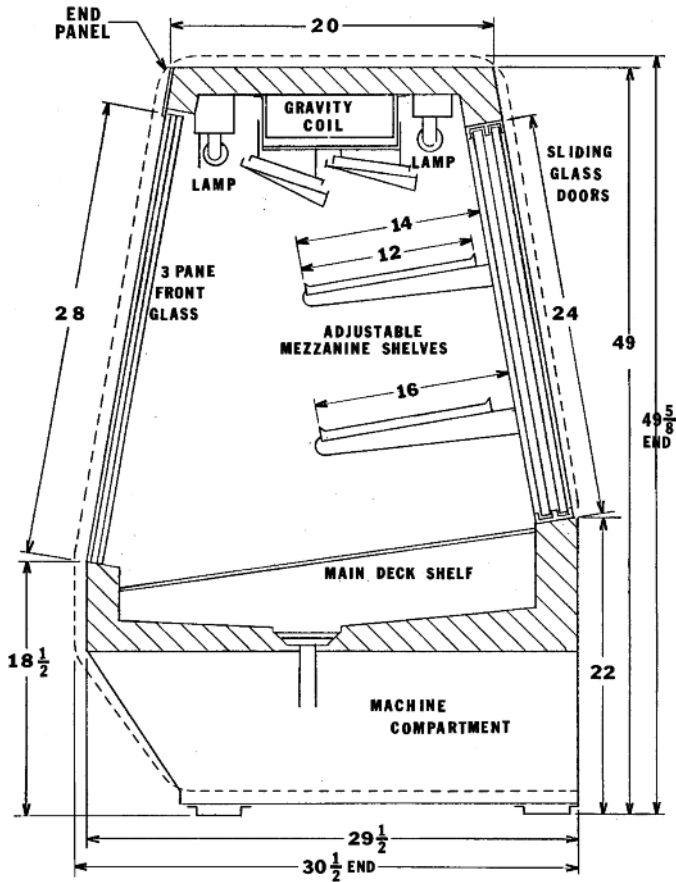 END
PANEL
20
GRAVITY
COIL
LAMP
LAMP
SLIDING
GLASS
DOORS
14
12
3 PANE
FRONT
GLASS
28
24
ADJUSTABLE
MEZZANINE SHELVES
49
16
49 5/8
END
MAIN DECK SHELF
18 1/2
22
MACHINE
COMPARTMENT
29 1/2
30 1/2 END